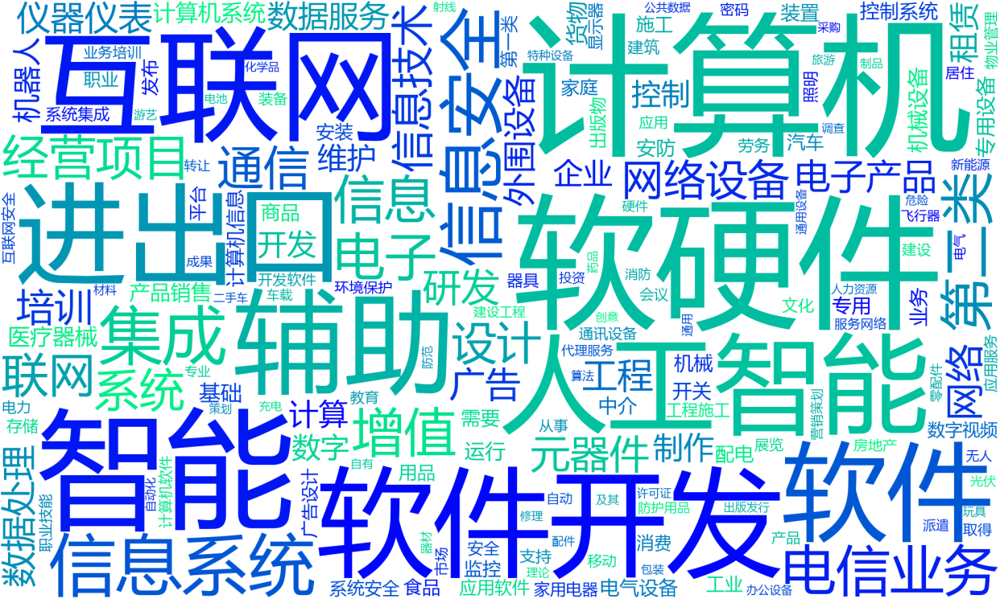 仪器仪表
计算机系统
数据服务
射线
互联网
业务培训
职业
发布
化学品
电池
装备
游艺
系统集成
机器人
信息技术
信息安全
第一类
货物
显示器
特种设备
计算机
公共数据
施工
建筑
密码
装置
采购
旅游
制品
控制系统
租赁
物业管理
居住
照明
家庭
控制
出版物
应用
安防
劳务
汽车
调查
机械设备
专用设备
新能源
经营项目
转让
通信
安装
维护
外围设备
企业
网络设备
电子产品
进出口
互联网安全
平台
成果
计算机信息
商品
开发
信息
电子
研发
软硬件
硬件
通用设备
危险
飞行器
建设
电气
第二类
材料
二手车
产品销售
开发软件
车载
环境保护
器具
投资
药品
消防
会议
人力资源
文化
专用
服务网络
业务
培训
医疗器械
集成
辅助
建设工程
设计
创意
通讯设备
通用
代理服务
人工智能
联网
系统
专业
防范
广告
工程
算法
机械
中介
开关
网络
应用服务
零配件
基础
策划
充电
教育
电力
存储
计算
增值
需要
从事
工程施工
营销策划
数字视频
智能
数字
运行
元器件
制作
配电
展览
房地产
软件
无人
光伏
数据处理
职业技能
自动化
计算机软件
自有
用品
软件开发
广告设计
自动
及其
许可证
防护用品
出版发行
玩具
派遣
取得
信息系统
器材
修理
配件
消费
产品
市场
安全
监控
支持
理论
移动
包装
电信业务
系统安全
食品
应用软件
家用电器
电气设备
工业
办公设备